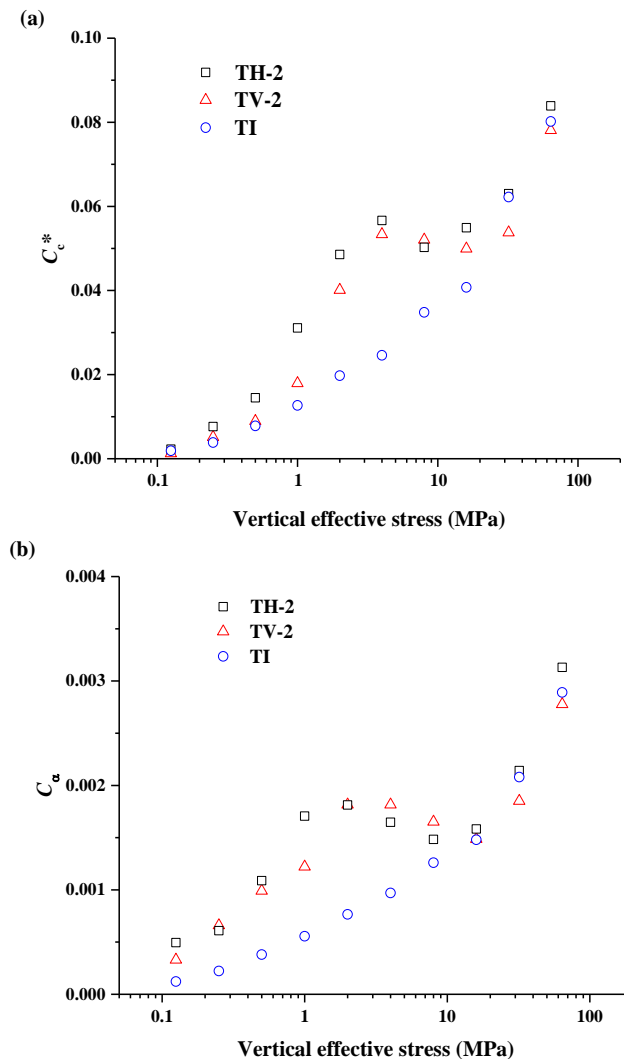 (a)
0.10
0.08
0.06
0.04
0.02
0.00
C_c*
TH-2
TV-2
TI
0.1
1
10
100
Vertical effective stress (MPa)
(b)
0.004
0.003
0.002
0.001
0.000
C_α
TH-2
TV-2
TI
0.1
1
10
100
Vertical effective stress (MPa)